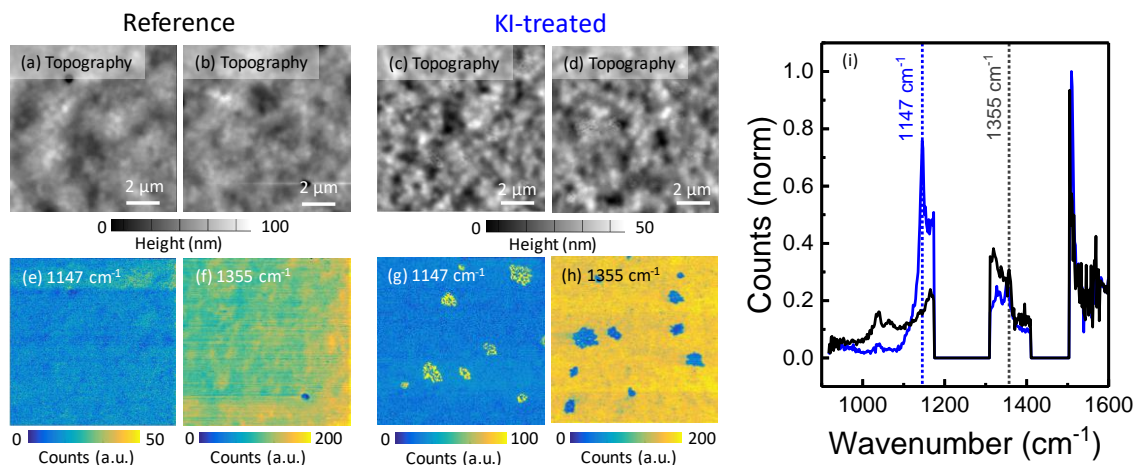 Reference
KI-treated
(a) Topography
(b) Topography
(c) Topography
(d) Topography
2 μm
2 μm
2 μm
2 μm
0
100
Height (nm)
0
50
Height (nm)
(e) 1147 cm⁻¹
(f) 1355 cm⁻¹
(g) 1147 cm⁻¹
(h) 1355 cm⁻¹
0
50
Counts (a.u.)
0
200
Counts (a.u.)
0
100
Counts (a.u.)
0
200
Counts (a.u.)
(i)
1147 cm⁻¹
1355 cm⁻¹
Counts (norm)
1.0
0.8
0.6
0.4
0.2
0.0
1000
1200
1400
1600
Wavenumber (cm⁻¹)